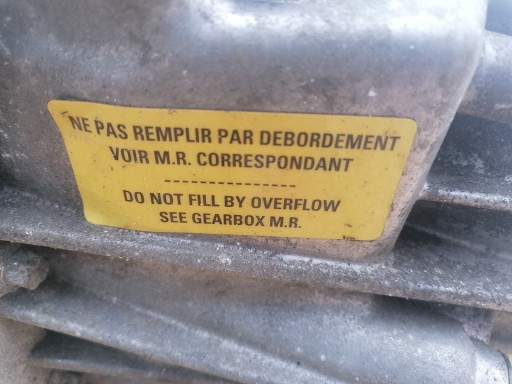 NE PAS REMPLIR PAR DEBORDEMENT
VOIR M.R. CORRESPONDANT
---------------
DO NOT FILL BY OVERFLOW
SEE GEARBOX M.R.